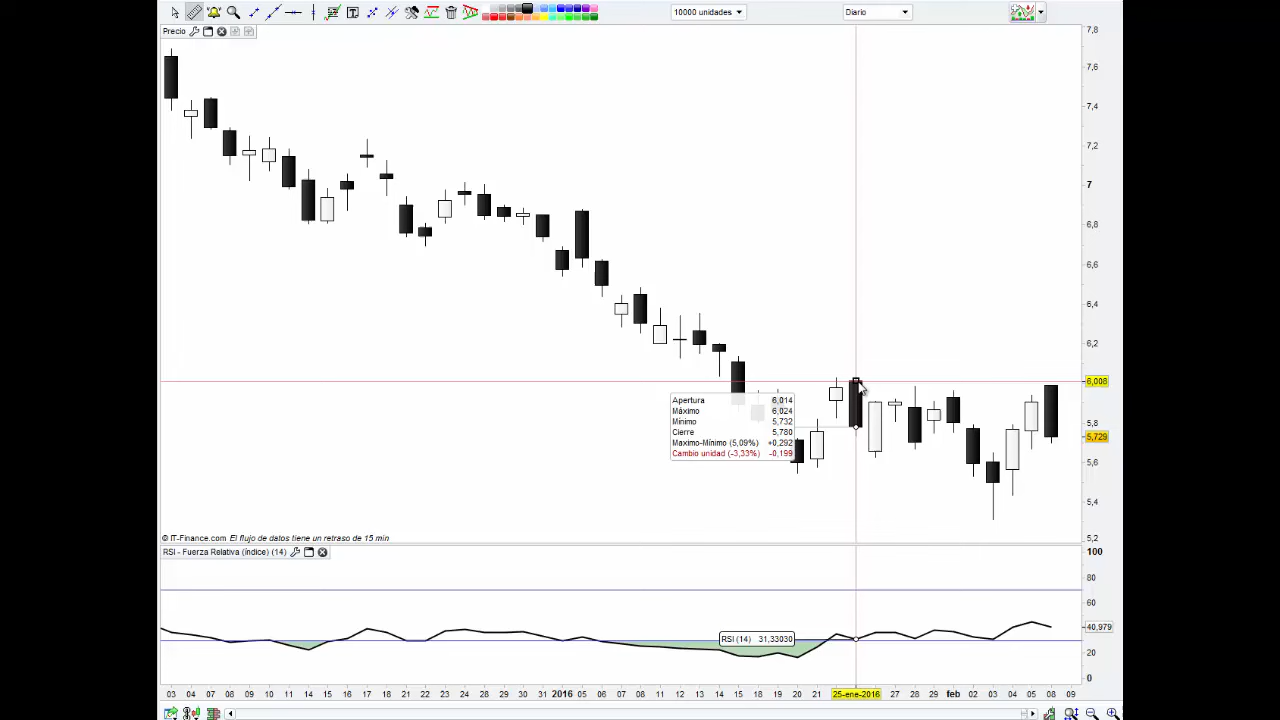 10000 unidades
Diario
Precio
7,8
7,6
7,4
7,2
7
6,8
6,6
6,4
6,2
6,008
5,8
5,729
5,6
5,4
5,2
Apertura 6,014
Máximo 6,024
Mínimo 5,732
Cierre 5,780
Maximo-Mínimo (5,09%) +0,292
Cambio unidad (-3,33%) -0,199
© IT-Finance.com El flujo de datos tiene un retraso de 15 min
RSI - Fuerza Relativa (índice) (14)
100
80
60
40,979
20
0
RSI (14) 31,33030
03 04 07 08 09 10 11 14 15 16 17 18 21 22 23 24 28 29 30 31 2016 05 06 07 08 11 12 13 14 15 18 19 20 21 25-ene-2016 27 28 29 feb 02 03 04 05 08 09